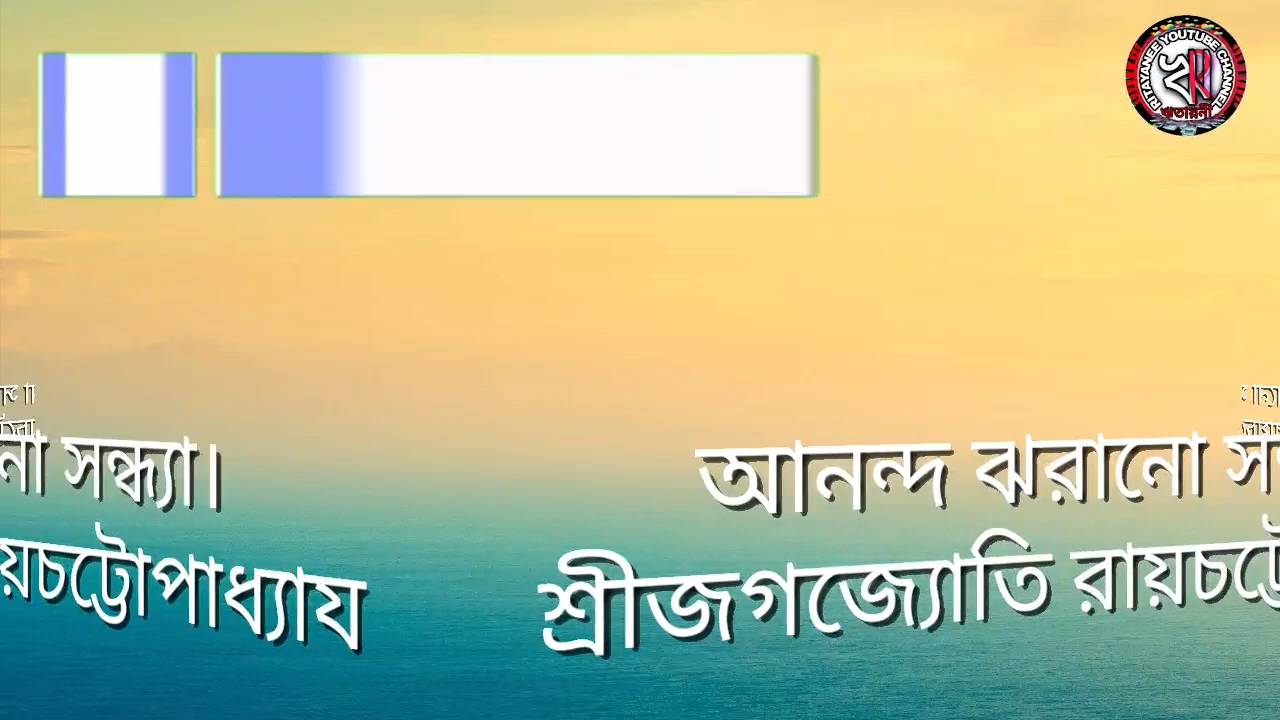 RITAYANEE YOUTUBE CHANNEL
ঋতায়নী
নো সন্ধ্যা।
আনন্দ ঝরানো
য়চট্টোপাধ্যায
শ্রীজগজ্যোতি রায়চট্টো